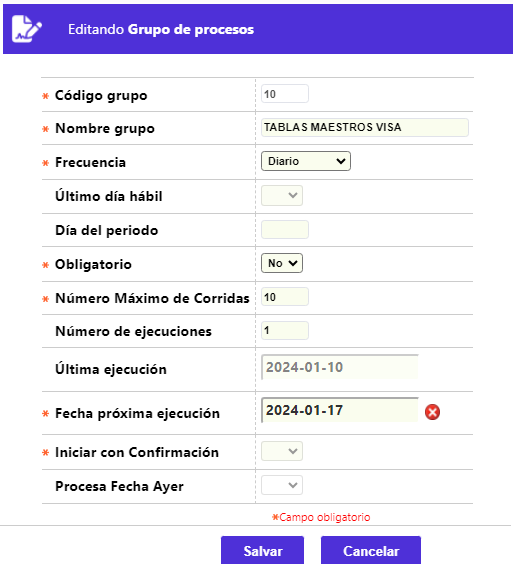 Editando Grupo de procesos
* Código grupo 10
* Nombre grupo TABLAS MAESTROS VISA
* Frecuencia Diario
Último día hábil
Día del periodo
* Obligatorio No
* Número Máximo de Corridas 10
Número de ejecuciones 1
Última ejecución 2024-01-10
* Fecha próxima ejecución 2024-01-17
* Iniciar con Confirmación
Procesa Fecha Ayer
*Campo obligatorio
Salvar Cancelar